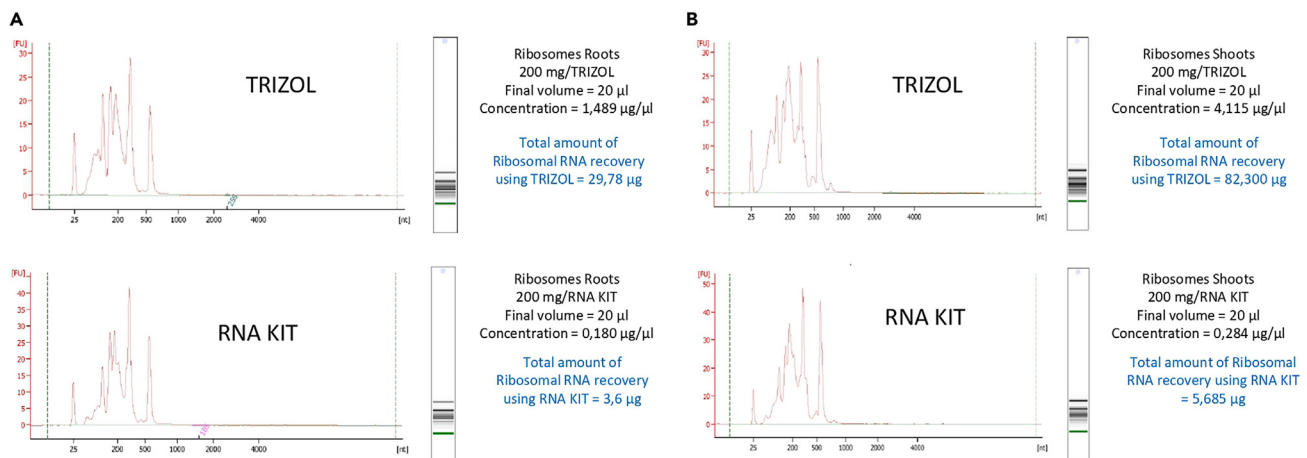 A
[FU]
30
25
20
15
10
5
0
TRIZOL
25
200
500
1000
2000
4000
[nt]
25S
Ribosomes Roots
200 mg/TRIZOL
Final volume = 20 µl
Concentration = 1,489 µg/µl
Total amount of
Ribosomal RNA recovery
using TRIZOL = 29,78 µg
B
[FU]
30
25
20
15
10
5
0
TRIZOL
25
200
500
1000
2000
4000
[nt]
Ribosomes Shoots
200 mg/TRIZOL
Final volume = 20 µl
Concentration = 4,115 µg/µl
Total amount of
Ribosomal RNA recovery
using TRIZOL = 82,300 µg
[FU]
40
35
30
25
20
15
10
5
0
RNA KIT
25
200
500
1000
2000
4000
[nt]
18S
Ribosomes Roots
200 mg/RNA KIT
Final volume = 20 µl
Concentration = 0,180 µg/µl
Total amount of
Ribosomal RNA recovery
using RNA KIT = 3,6 µg
[FU]
50
40
30
20
10
0
RNA KIT
25
200
500
1000
2000
4000
[nt]
Ribosomes Shoots
200 mg/RNA KIT
Final volume = 20 µl
Concentration = 0,284 µg/µl
Total amount of Ribosomal
RNA recovery using RNA KIT
= 5,685 µg